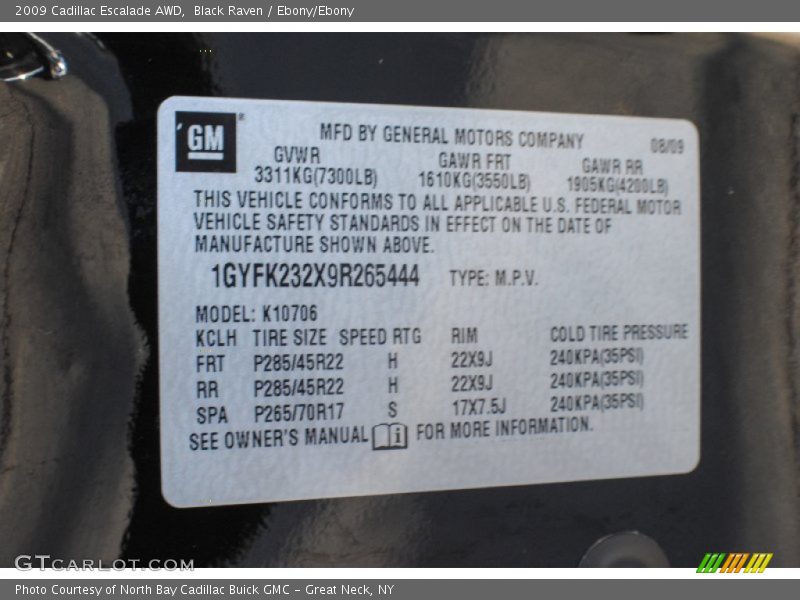 2009 Cadillac Escalade AWD, Black Raven / Ebony/Ebony
GM®
MFD BY GENERAL MOTORS COMPANY 08/09
GVWR GAWR FRT GAWR RR
3311KG(7300LB) 1610KG(3550LB) 1905KG(4200LB)
THIS VEHICLE CONFORMS TO ALL APPLICABLE U.S. FEDERAL MOTOR
VEHICLE SAFETY STANDARDS IN EFFECT ON THE DATE OF
MANUFACTURE SHOWN ABOVE.
1GYFK232X9R265444 TYPE: M.P.V.
MODEL: K10706
KCLH TIRE SIZE SPEED RTG RIM COLD TIRE PRESSURE
FRT P285/45R22 H 22X9J 240KPA(35PSI)
RR P285/45R22 H 22X9J 240KPA(35PSI)
SPA P265/70R17 S 17X7.5J 240KPA(35PSI)
SEE OWNER'S MANUAL i FOR MORE INFORMATION.
GTCARLOT.COM
Photo Courtesy of North Bay Cadillac Buick GMC - Great Neck, NY